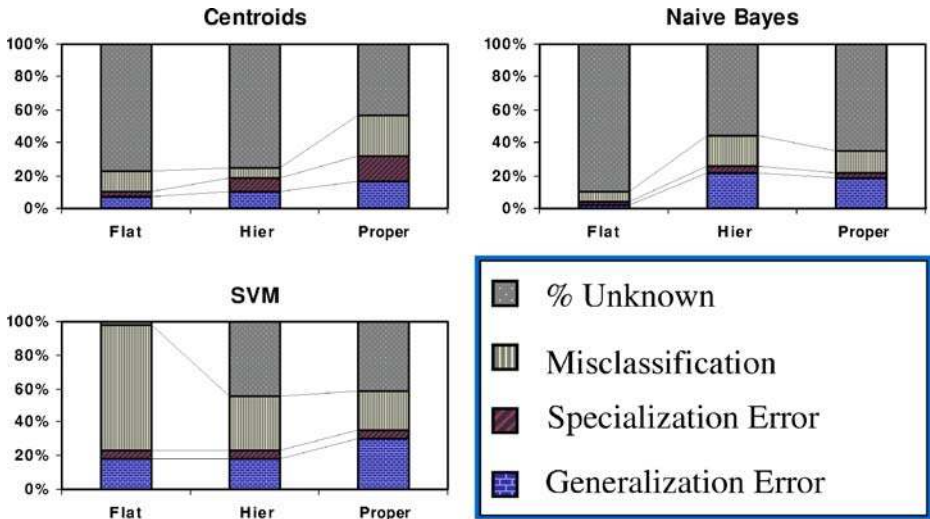 Centroids
100%
80%
60%
40%
20%
0%
Flat Hier Proper
Naive Bayes
100%
80%
60%
40%
20%
0%
Flat Hier Proper
SVM
100%
80%
60%
40%
20%
0%
Flat Hier Proper
% Unknown
Misclassification
Specialization Error
Generalization Error